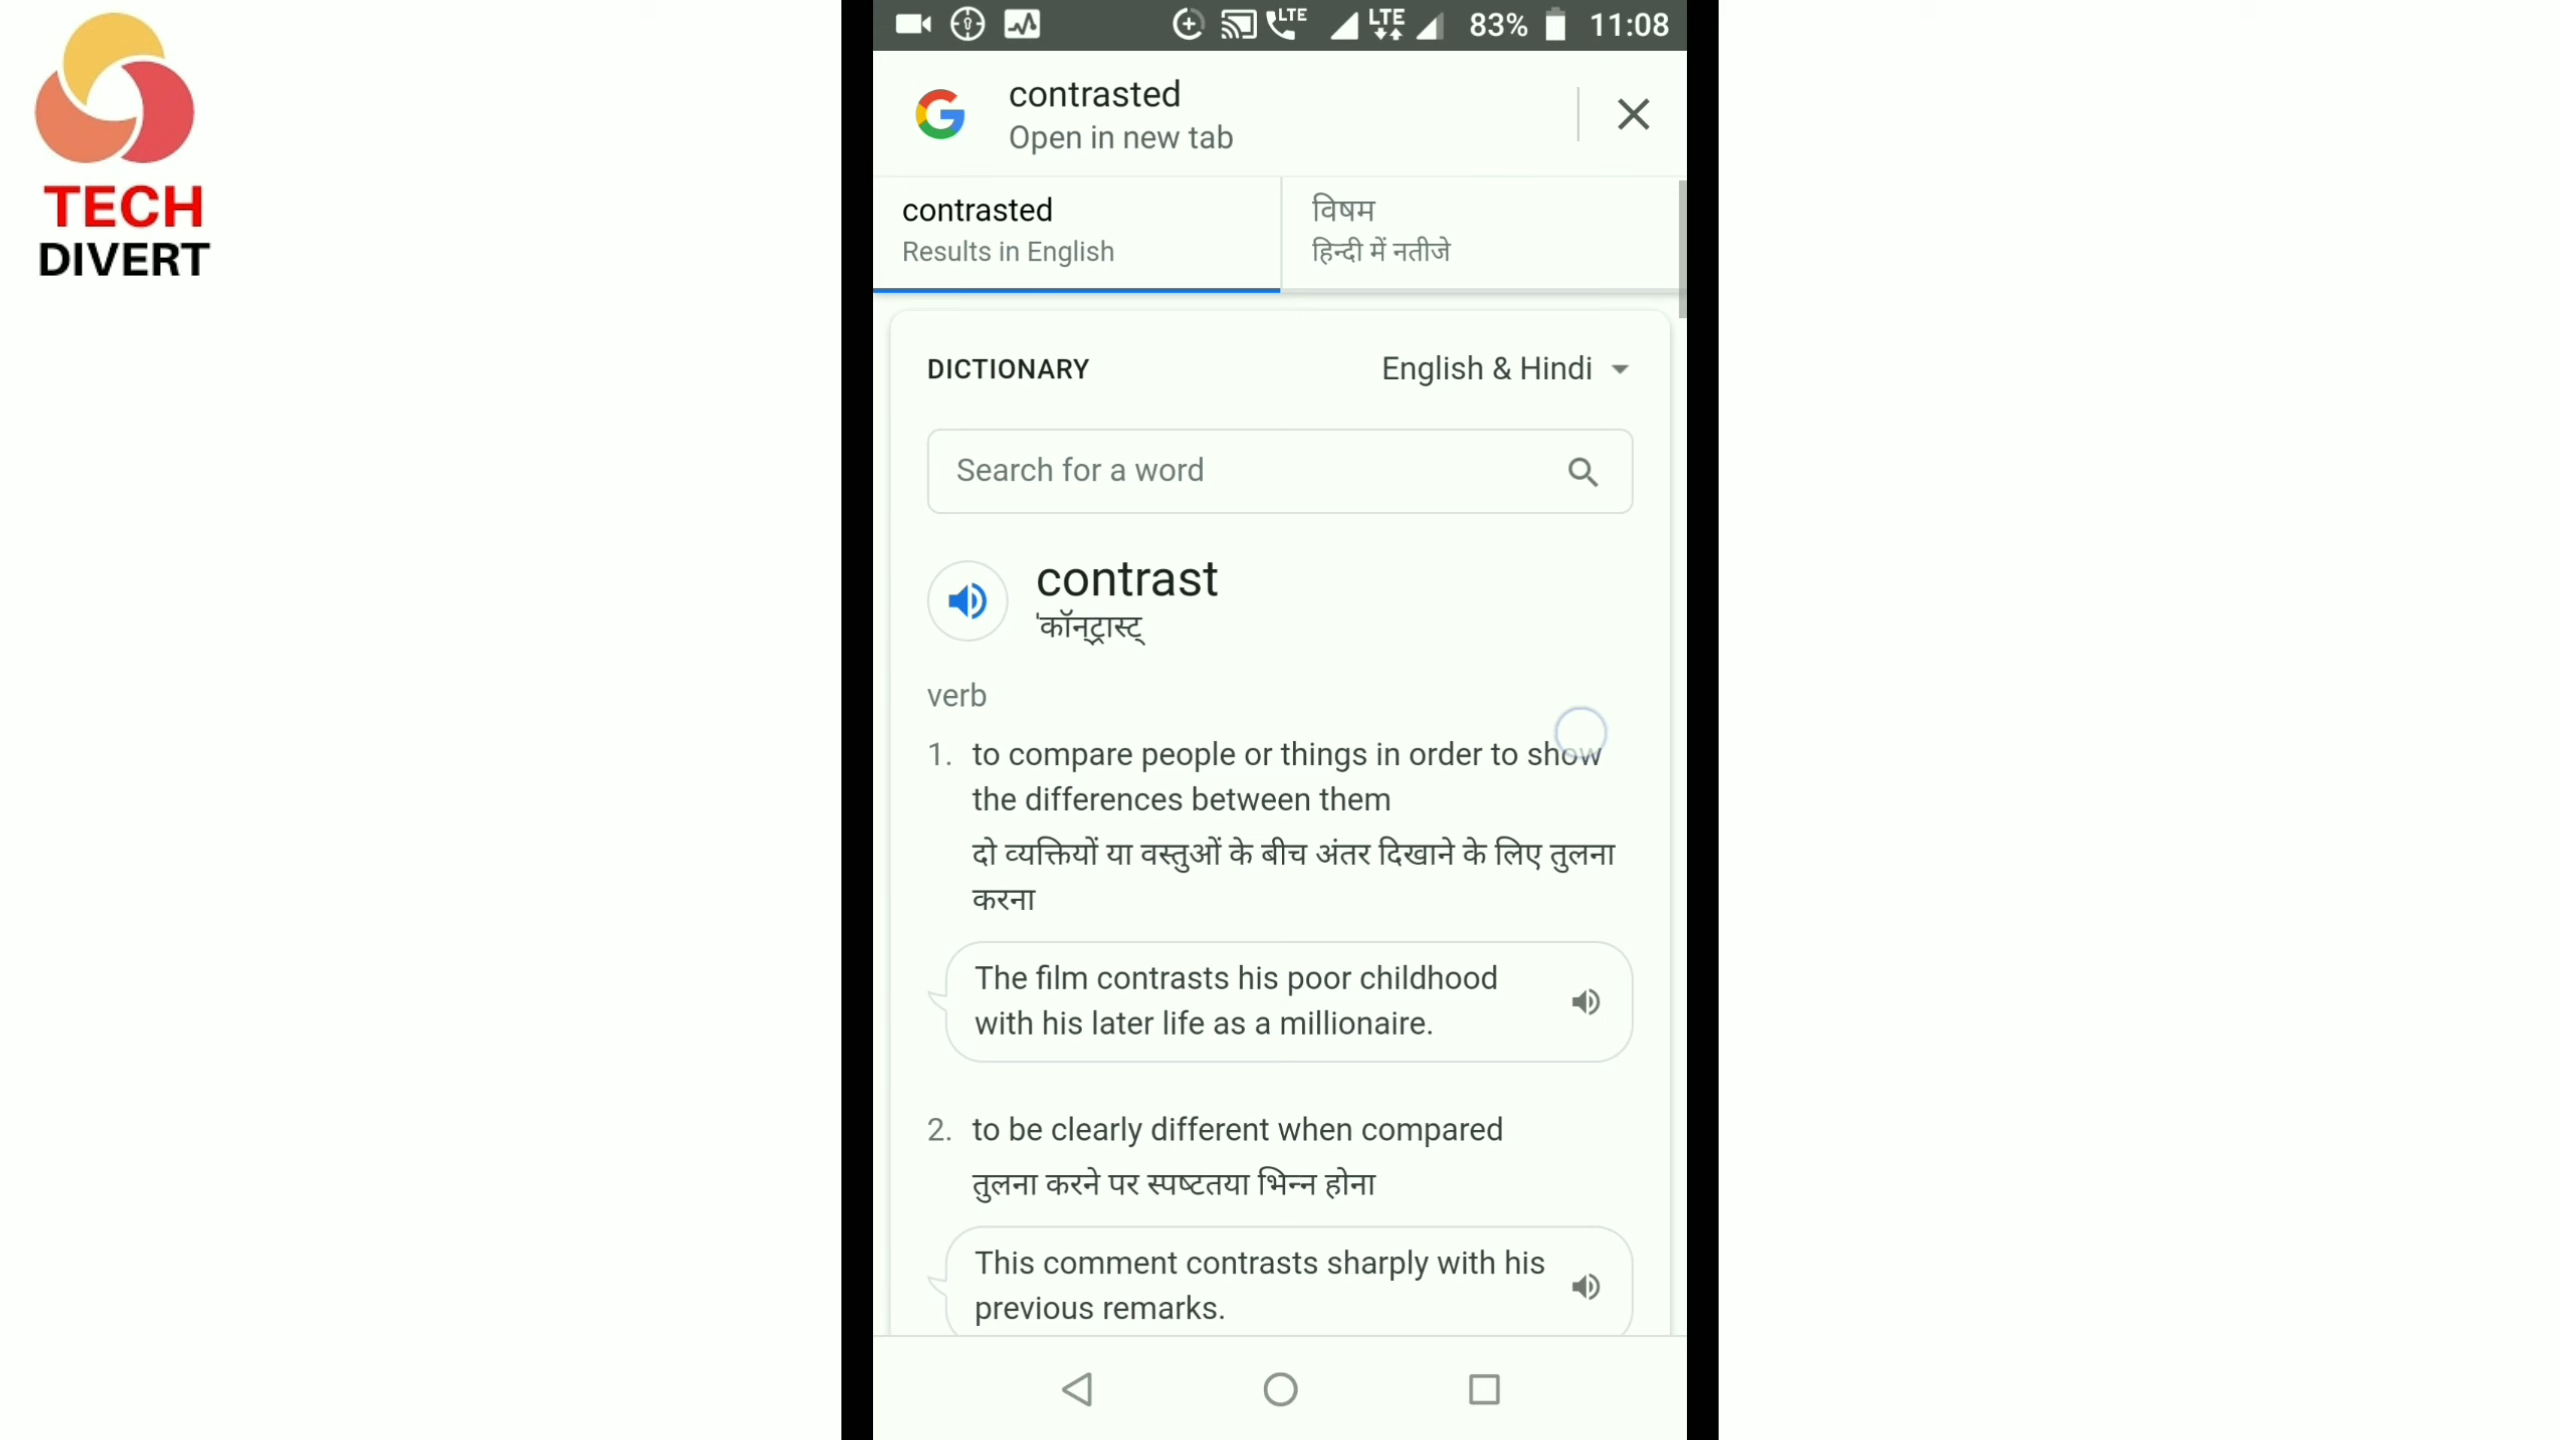 TECH
DIVERT
LTE LTE 83% 11:08
contrasted
Open in new tab
contrasted
Results in English
विषम
हिन्दी में नतीजे
DICTIONARY
English & Hindi
Search for a word
contrast
'कॉन्ट्रास्ट्
verb
1. to compare people or things in order to show
the differences between them
दो व्यक्तियों या वस्तुओं के बीच अंतर दिखाने के लिए तुलना
करना
The film contrasts his poor childhood
with his later life as a millionaire.
2. to be clearly different when compared
तुलना करने पर स्पष्टतया भिन्न होना
This comment contrasts sharply with his
previous remarks.